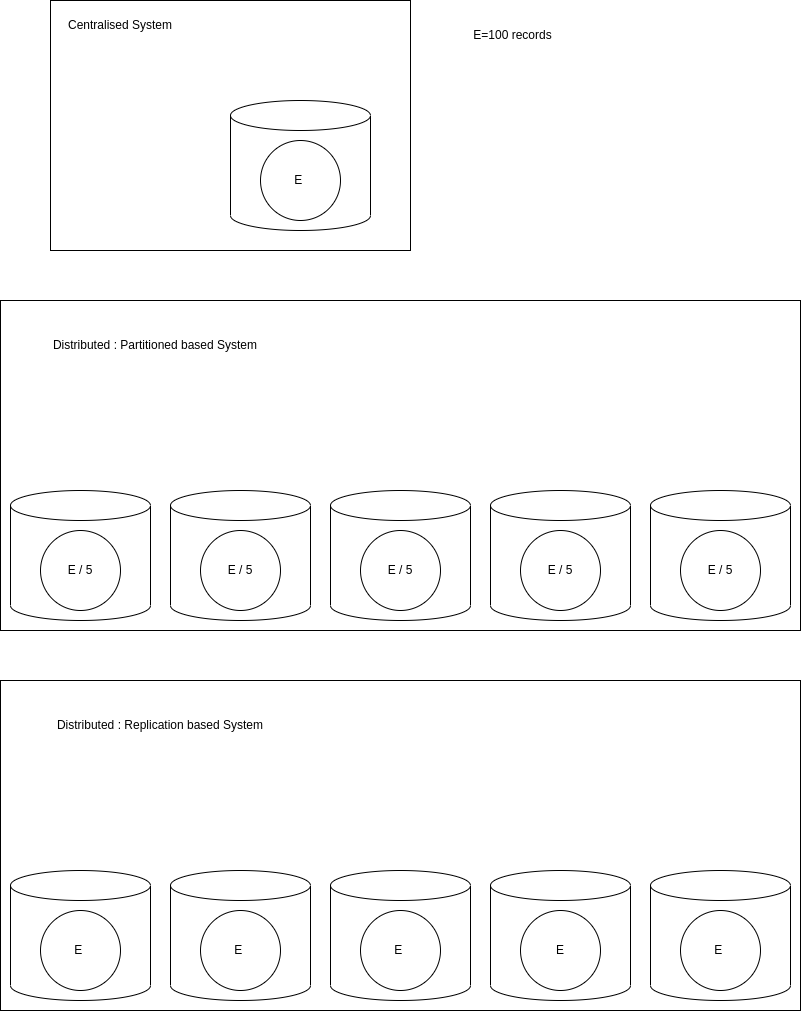 Centralised System
E=100 records
E
Distributed : Partitioned based System
E / 5
E / 5
E / 5
E / 5
E / 5
Distributed : Replication based System
E
E
E
E
E